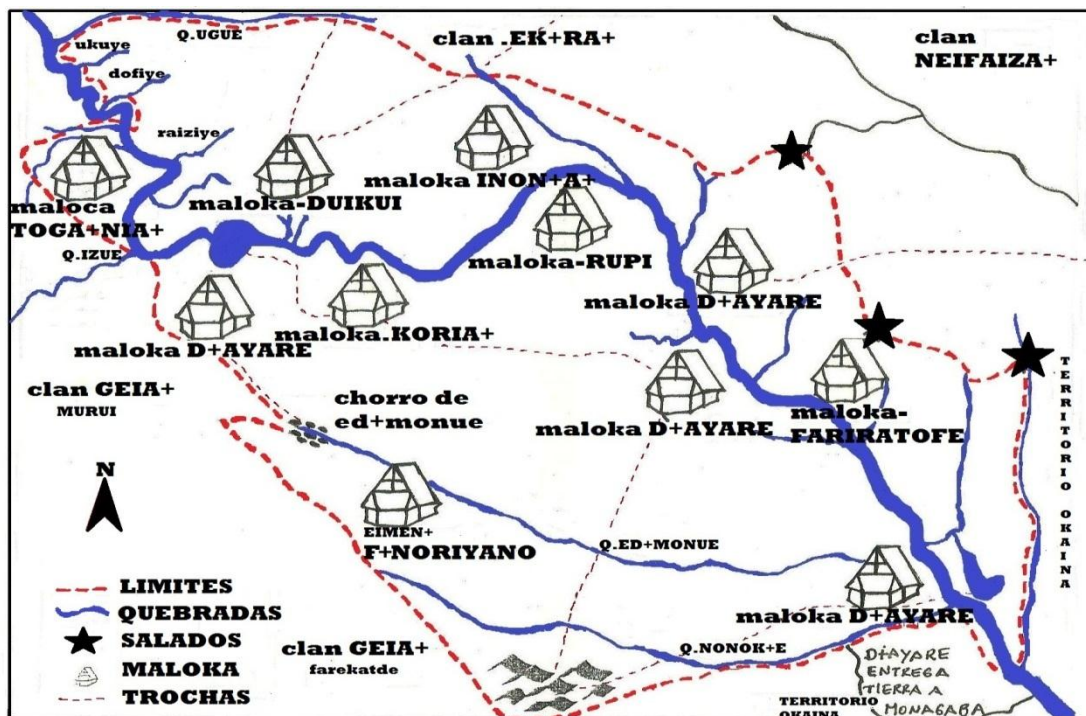 Q.UGUE
ukuye
clan .EK+RA+
clan
NEIFAIZA+
dofiye
raiziye
maloka INON+A+
maloka-DUIKUI
maloca
TOGA+NIA+
Q.IZUE
maloka-RUPI
maloka D+AYARE
maloka.KORIA+
maloka D+AYARE
clan GEIA+
MURUI
chorro de
ed+monue
maloka D+AYARE
maloka-
FARIRATOFE
TERRITORIO OKAINA
N
EIMEN+
F+NORIYANO
Q.ED+MONUE
LIMITES
QUEBRADAS
SALADOS
MALOKA
TROCHAS
clan GEIA+
farekatde
Q.NONOK+E
maloka D+AYARE
D+AYARE
ENTREGA
TIERRA A
MONAGABA
TERRITORIO
OKAINA